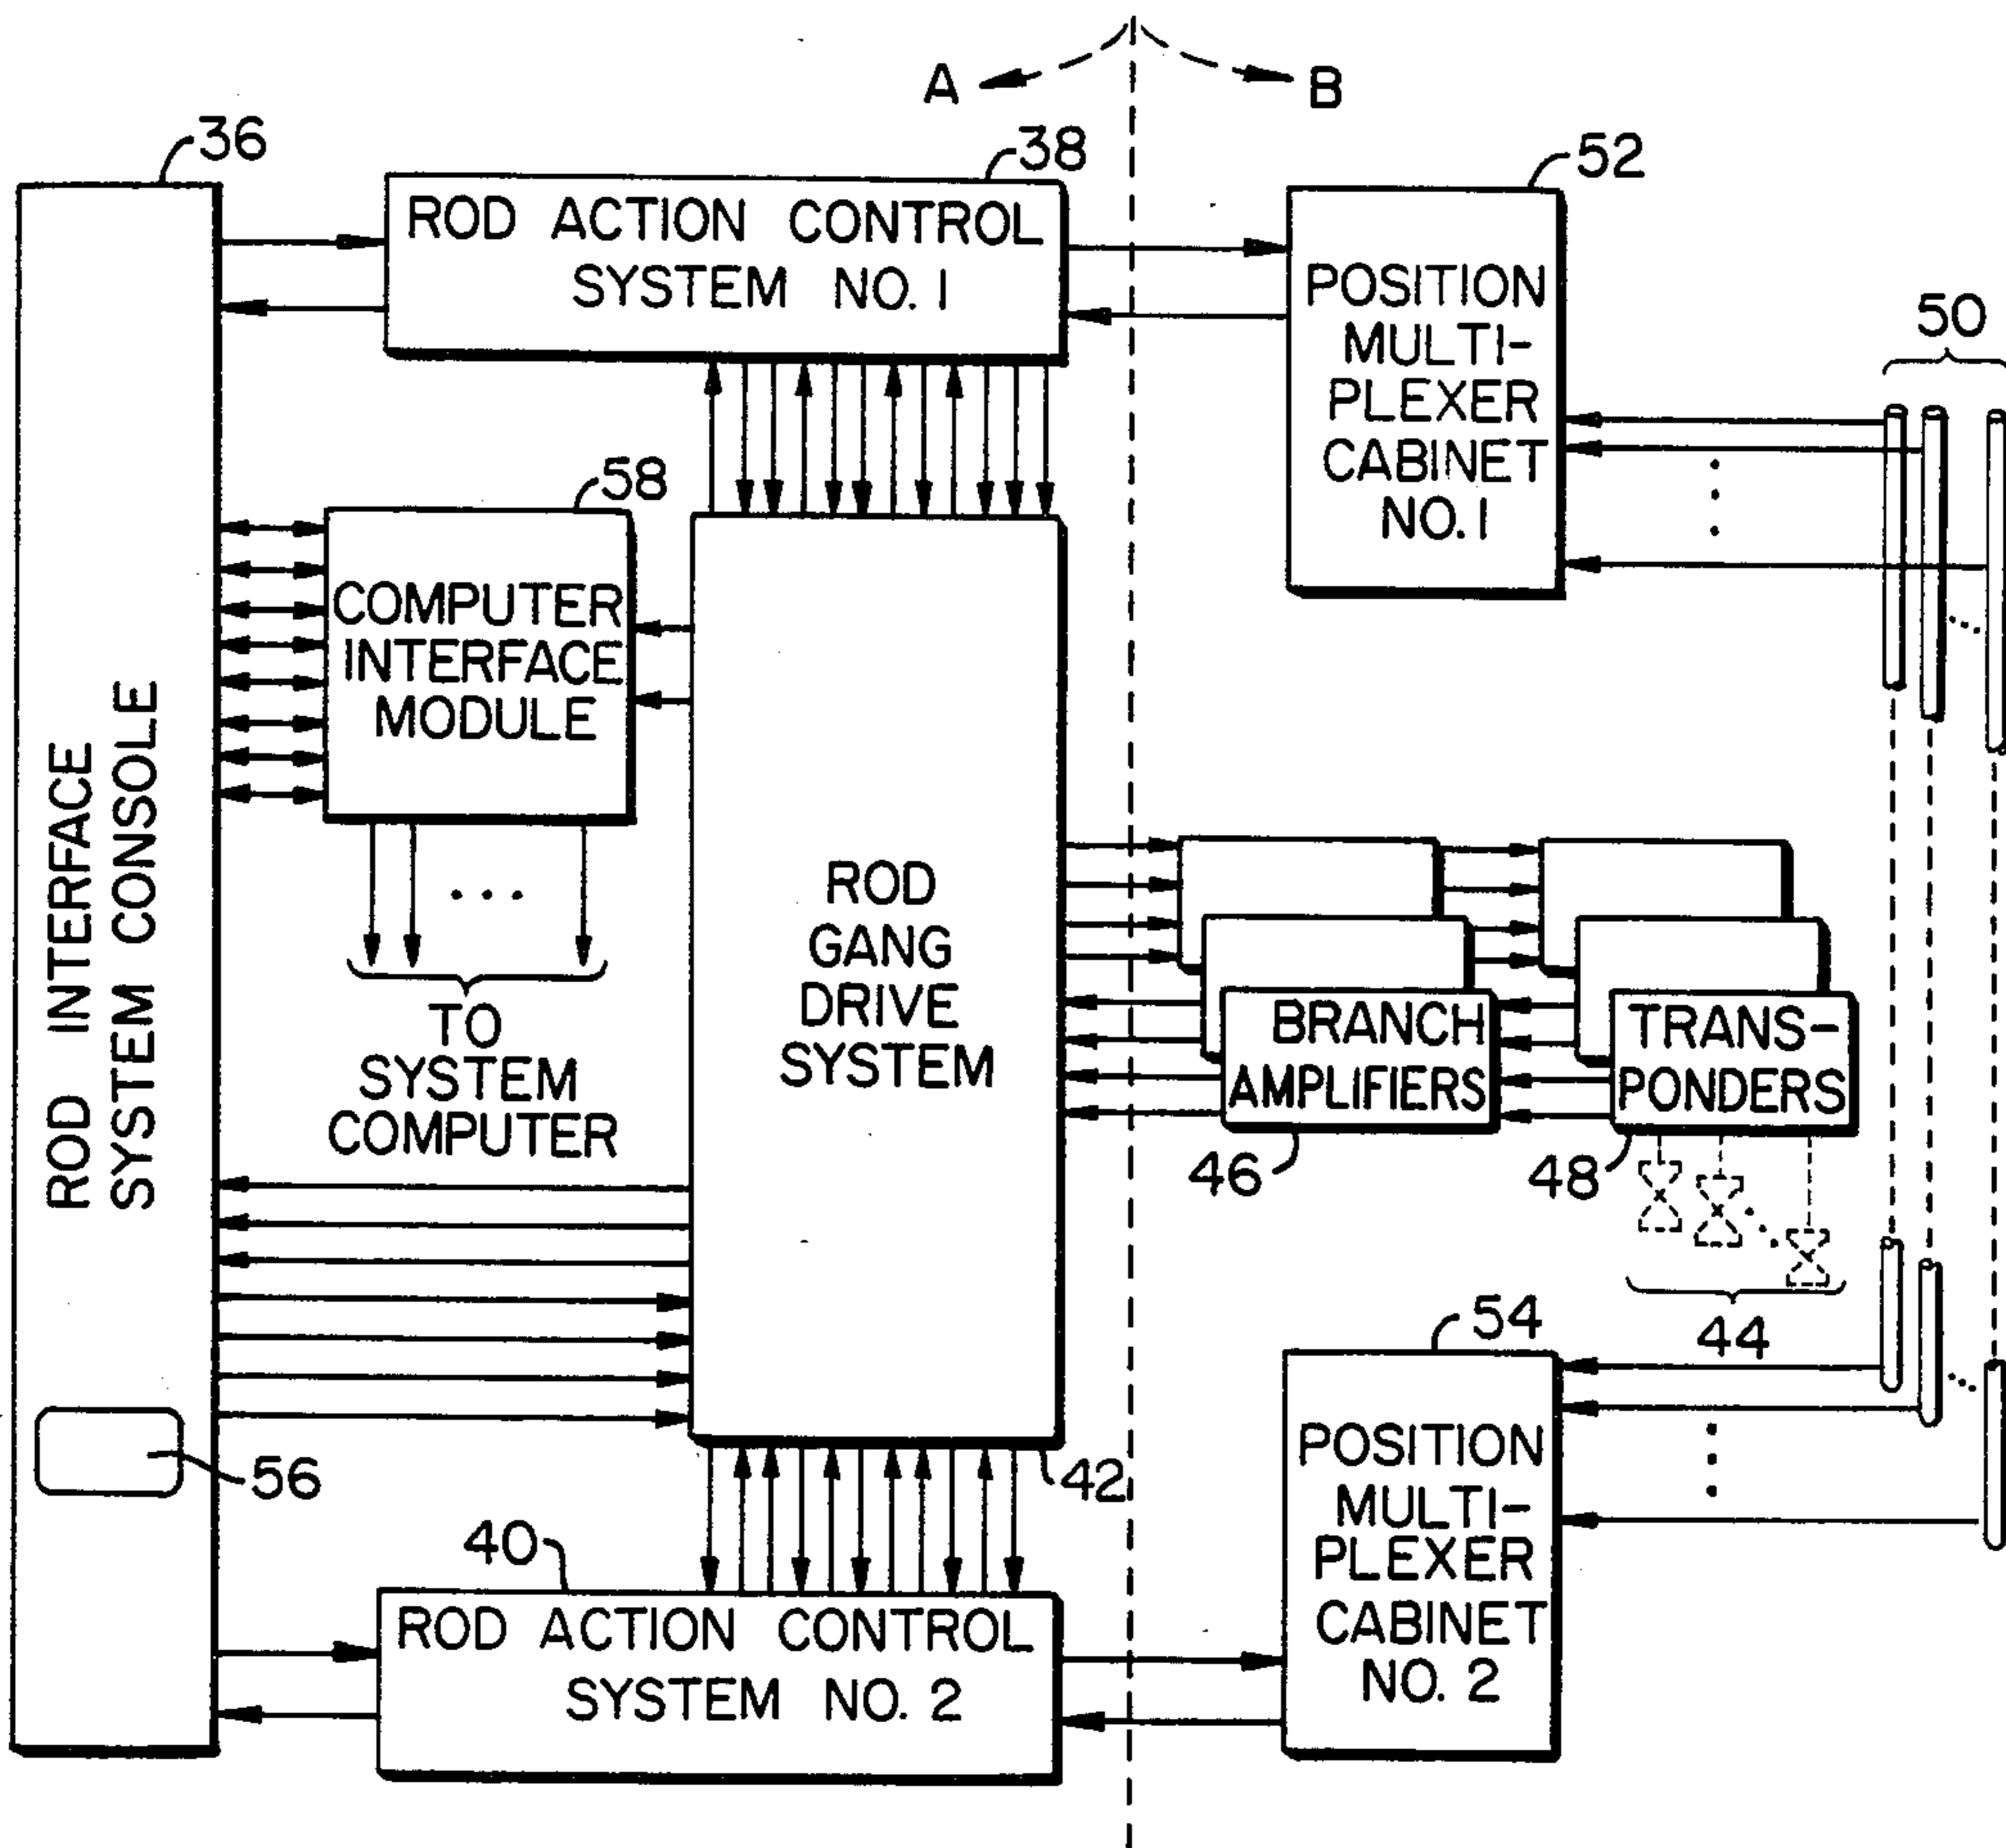 A
B
36
38
52
ROD ACTION CONTROL
SYSTEM NO. 1
POSITION
MULTI-
PLEXER
CABINET
NO. 1
50
58
COMPUTER
INTERFACE
MODULE
ROD INTERFACE
SYSTEM CONSOLE
ROD
GANG
DRIVE
SYSTEM
TO
SYSTEM
COMPUTER
BRANCH
AMPLIFIERS
TRANS-
PONDERS
46
48
44
54
56
42
40
ROD ACTION CONTROL
SYSTEM NO. 2
POSITION
MULTI-
PLEXER
CABINET
NO. 2